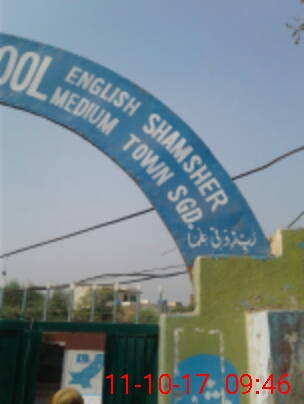 OOL ENGLISH SHAMSHER
MEDIUM TOWN SGD.
11-10-17 09:46